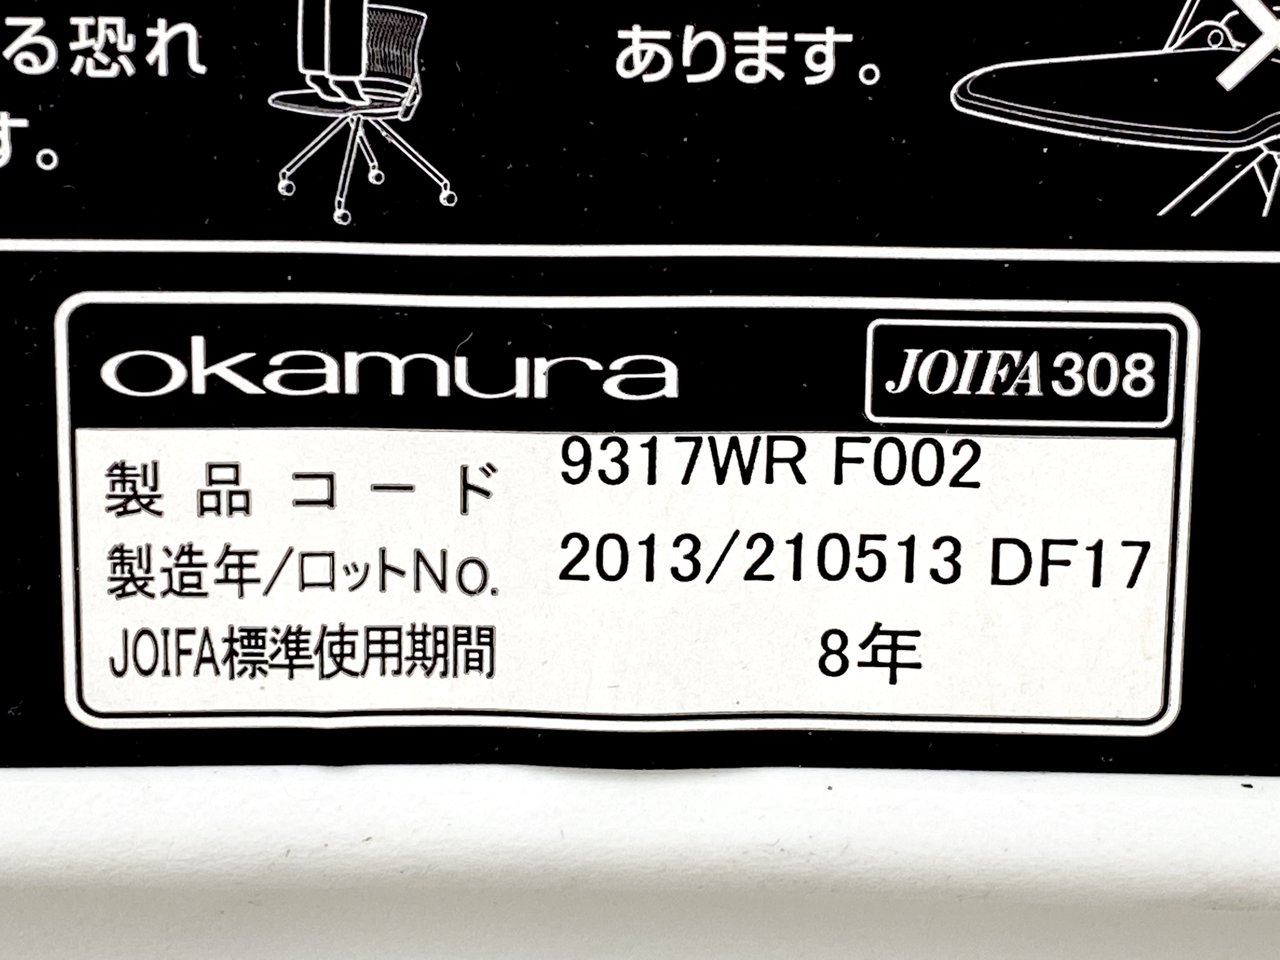 る恐れ
す。
あります。
okamura
JOIFA308
製品コード 9317WR F002
製造年/ロットNo. 2013/210513 DF17
JOIFA標準使用期間 8年